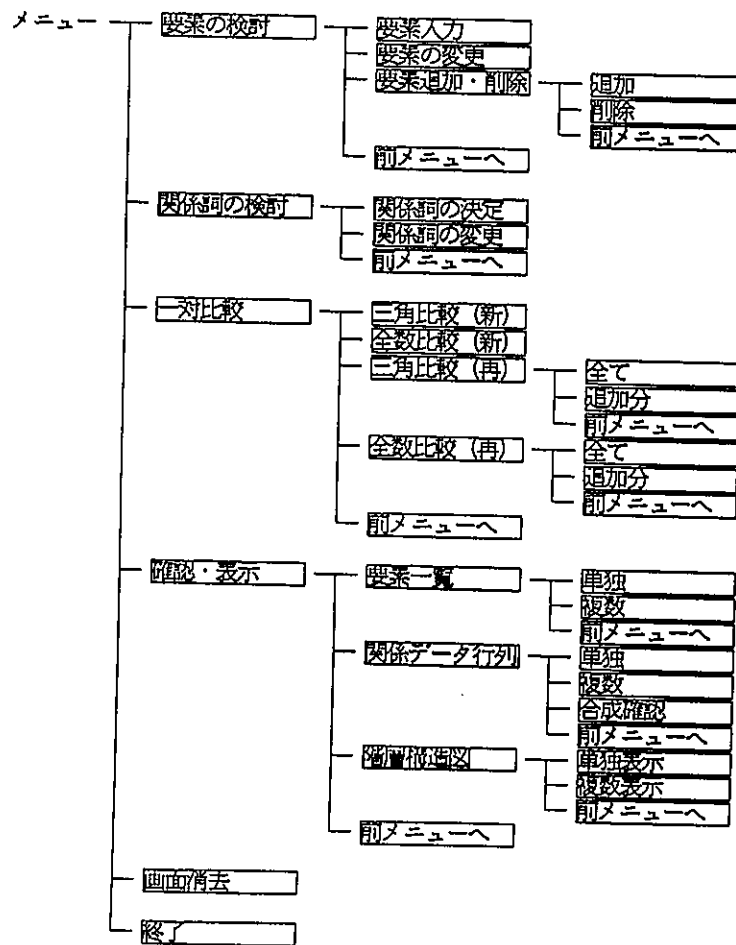 メニュー
要素の検討
要素入力
要素の変更
要素追加・削除
追加
削除
前メニューへ
前メニューへ
関係詞の検討
関係詞の決定
関係詞の変更
前メニューへ
一対比較
三角比較 (新)
全数比較 (新)
三角比較 (再)
全て
追加分
前メニューへ
全数比較 (再)
全て
追加分
前メニューへ
前メニューへ
確認・表示
要素一覧
単独
複数
前メニューへ
関係データ行列
単独
複数
合成確認
前メニューへ
階層構造図
単独表示
複数表示
前メニューへ
前メニューへ
画面消去
終了